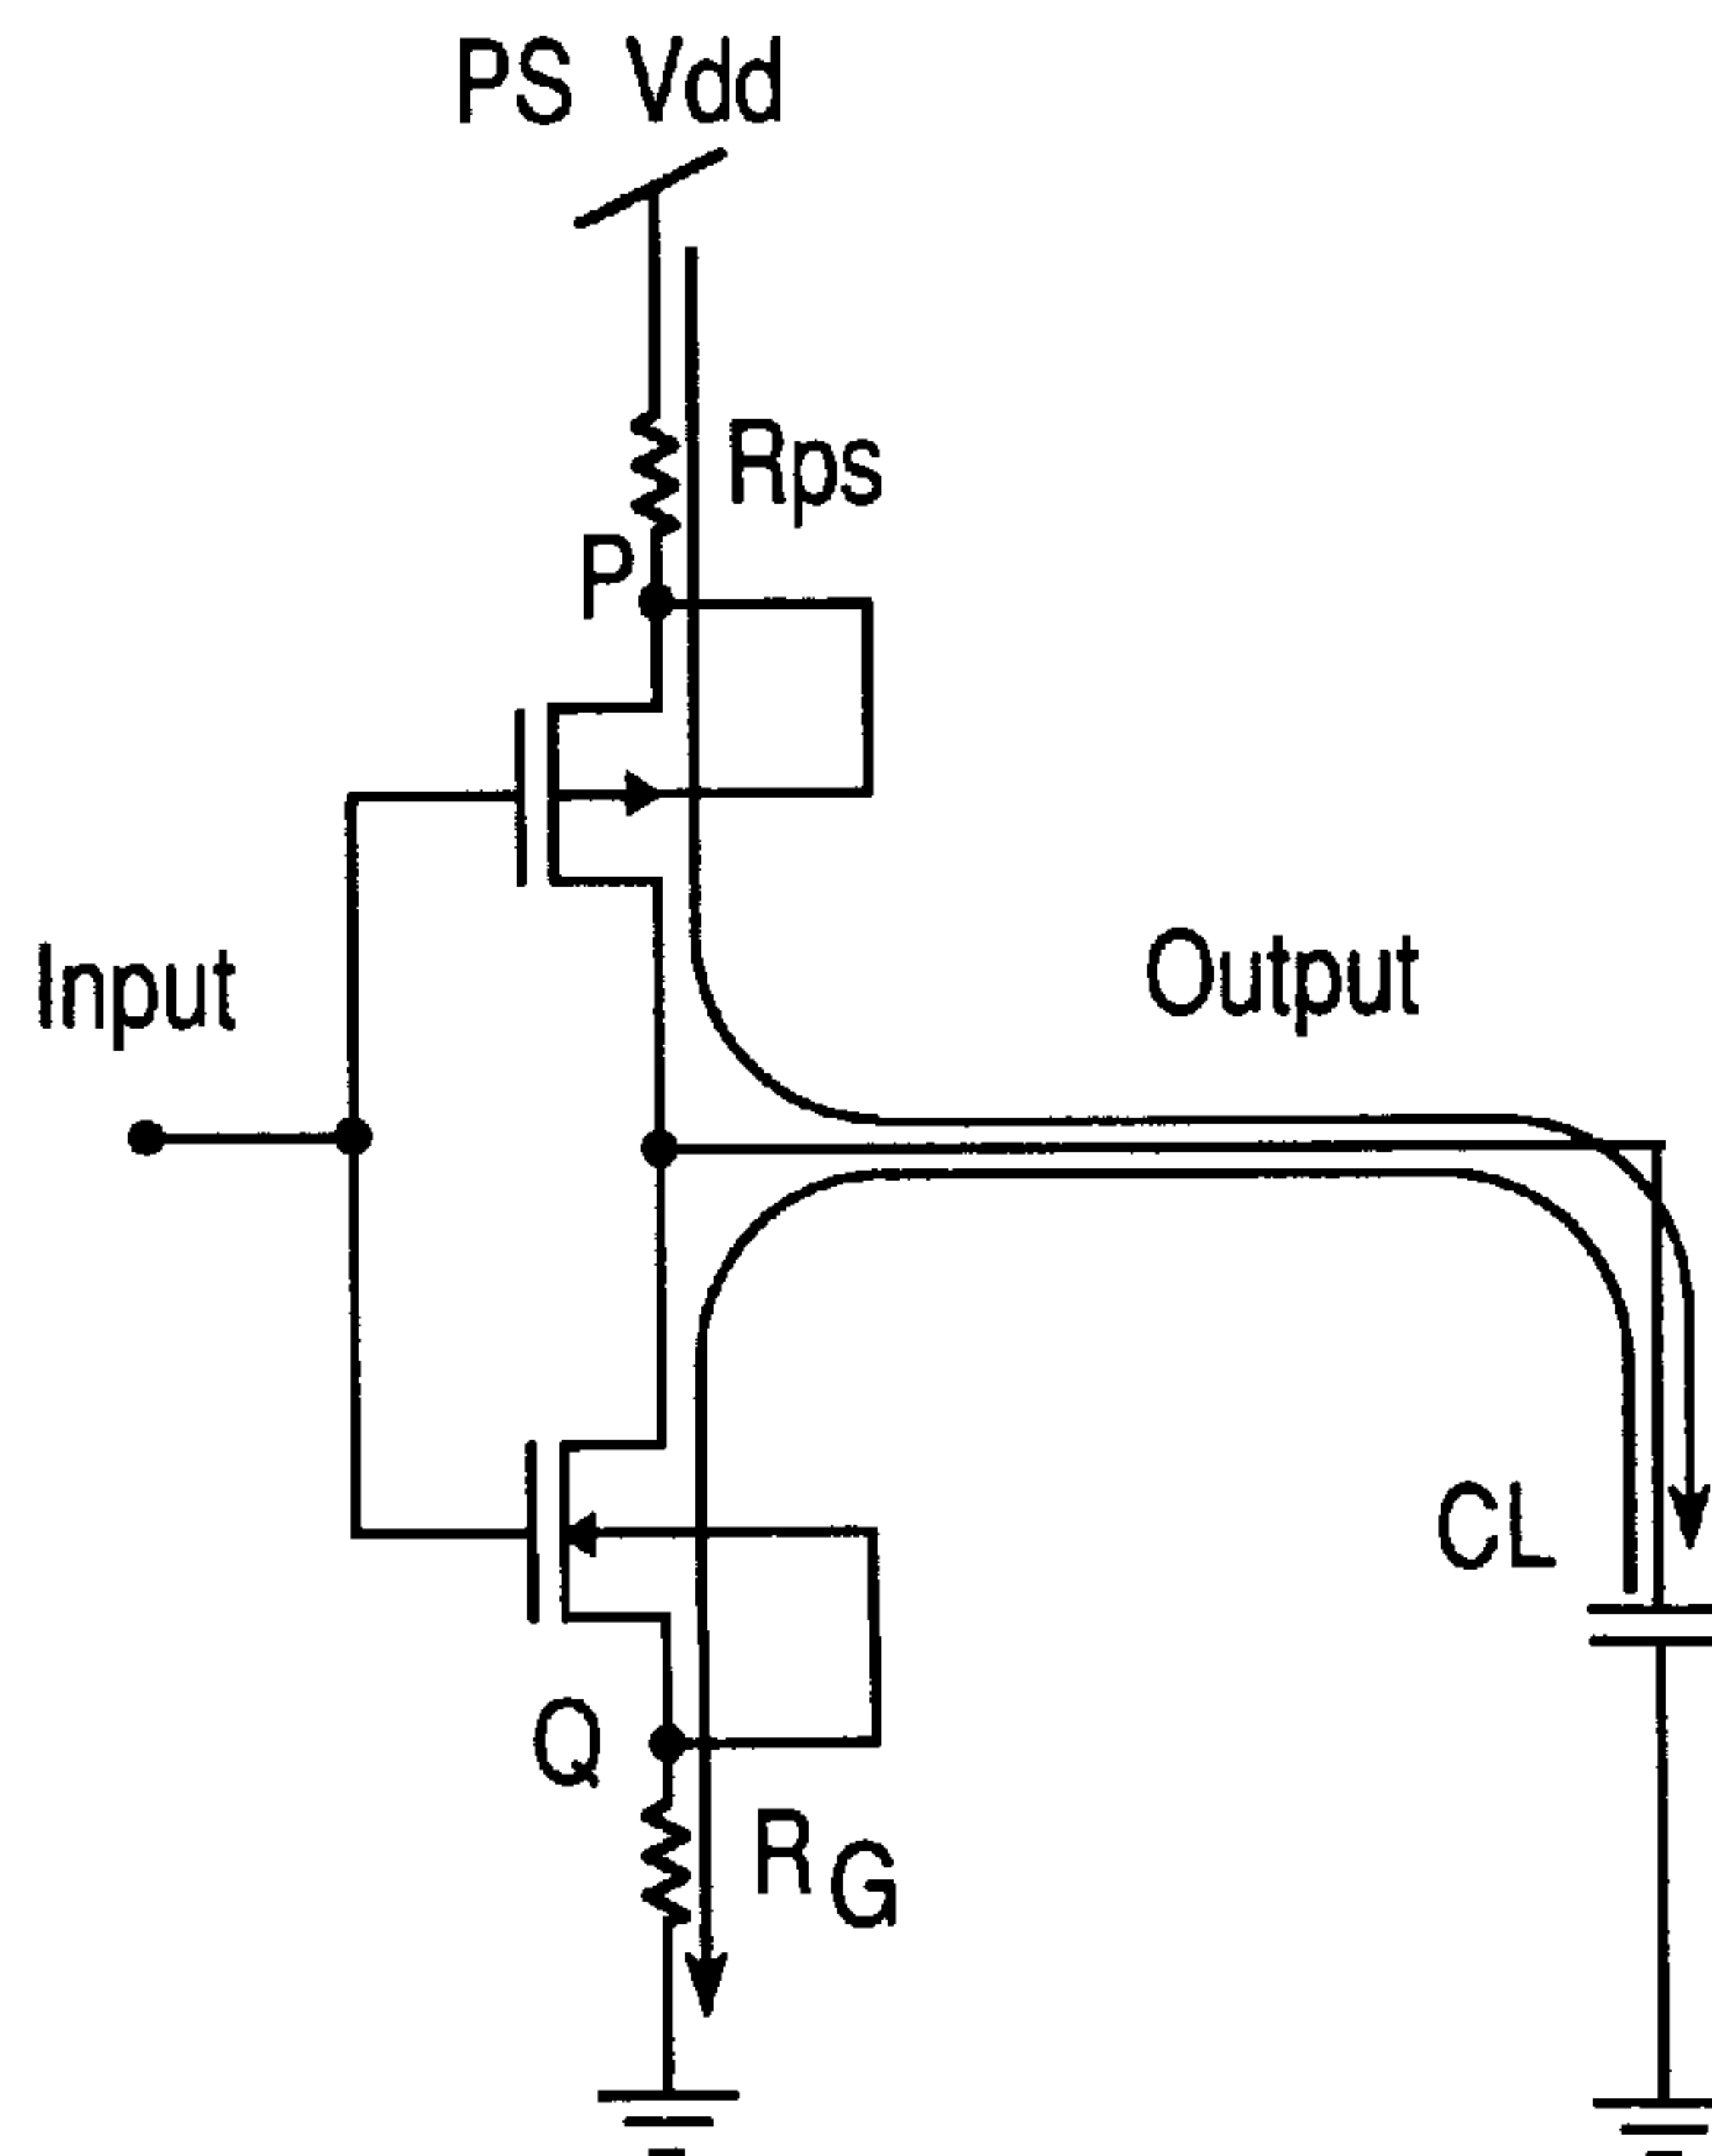 PS Vdd
Rps
P
Input
Output
CL
Q
RG